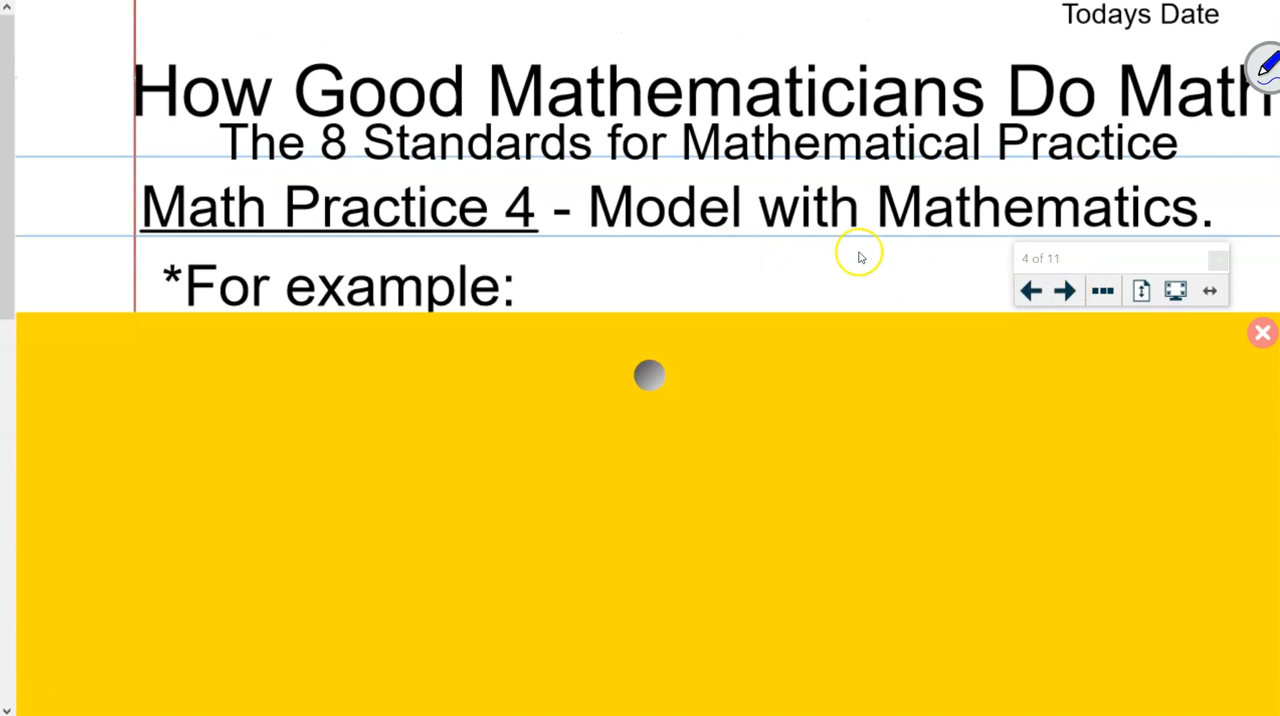 Todays Date
How Good Mathematicians Do Math
The 8 Standards for Mathematical Practice
Math Practice 4 - Model with Mathematics.
4 of 11
*For example: